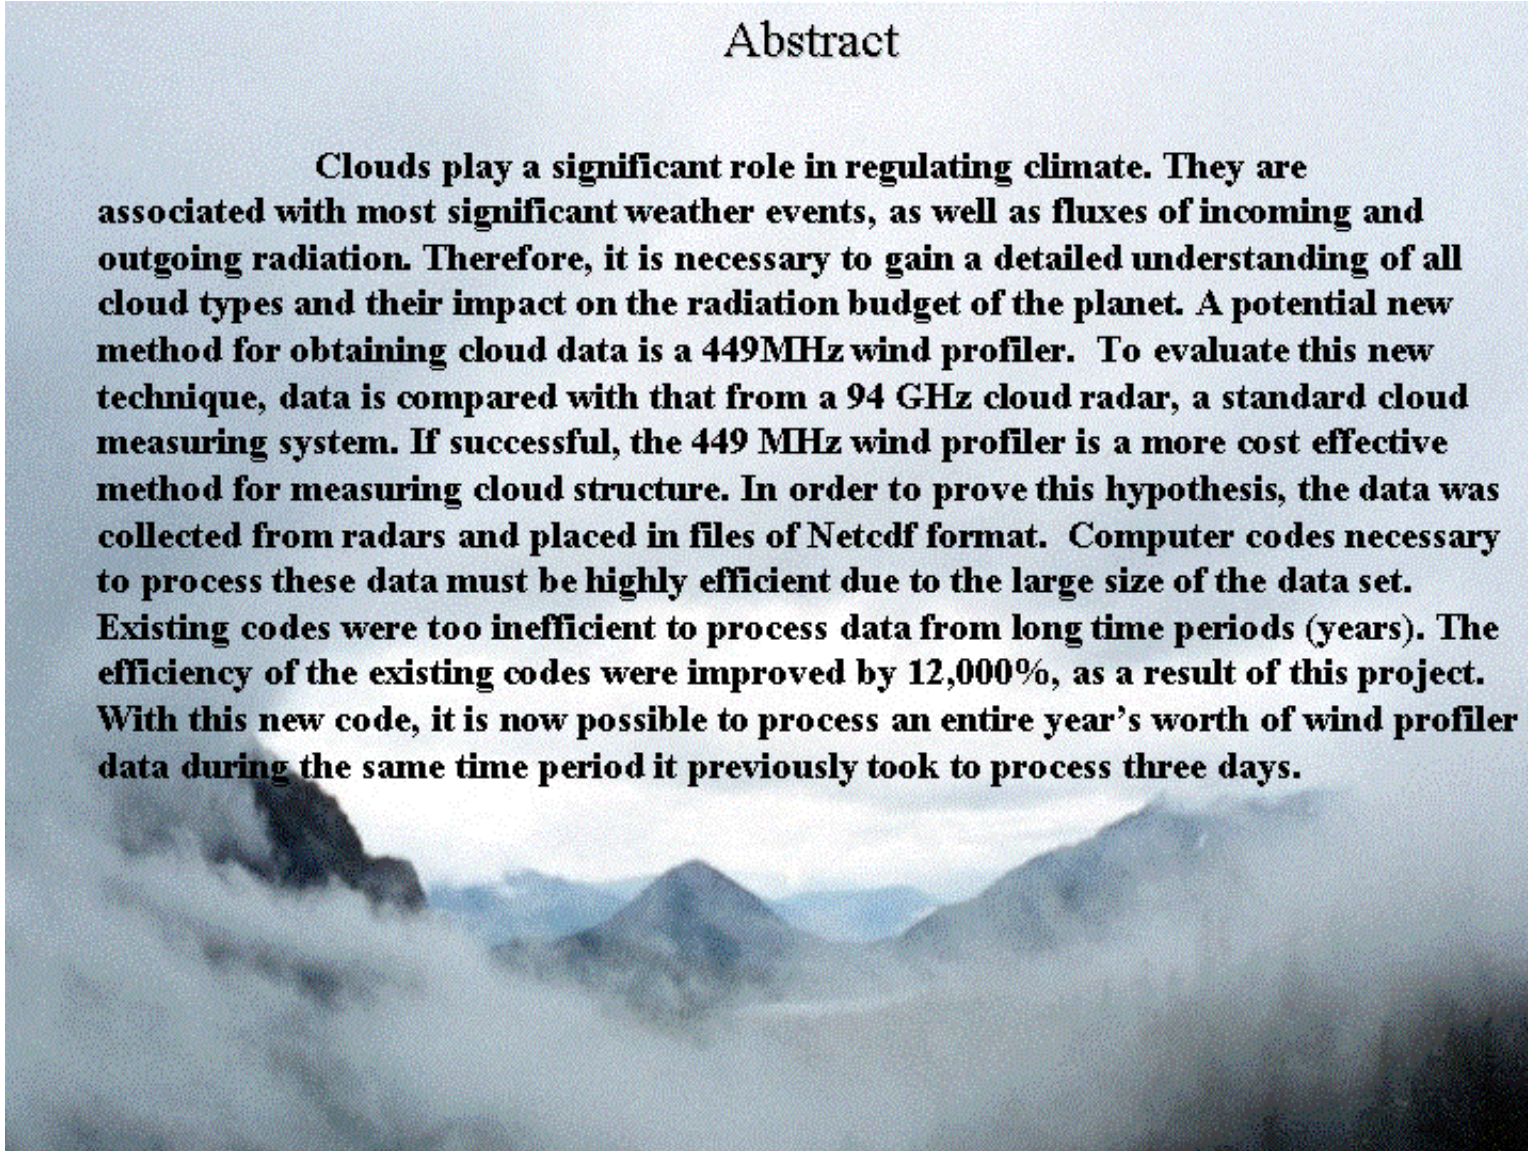 Abstract
Clouds play a significant role in regulating climate. They are
associated with most significant weather events, as well as fluxes of incoming and
outgoing radiation. Therefore, it is necessary to gain a detailed understanding of all
cloud types and their impact on the radiation budget of the planet. A potential new
method for obtaining cloud data is a 449MHz wind profiler.  To evaluate this new
technique, data is compared with that from a 94 GHz cloud radar, a standard cloud
measuring system. If successful, the 449 MHz wind profiler is a more cost effective
method for measuring cloud structure. In order to prove this hypothesis, the data was
collected from radars and placed in files of Netcdf format.  Computer codes necessary
to process these data must be highly efficient due to the large size of the data set.
Existing codes were too inefficient to process data from long time periods (years). The
efficiency of the existing codes were improved by 12,000%, as a result of this project.
With this new code, it is now possible to process an entire year’s worth of wind profiler
data during the same time period it previously took to process three days.